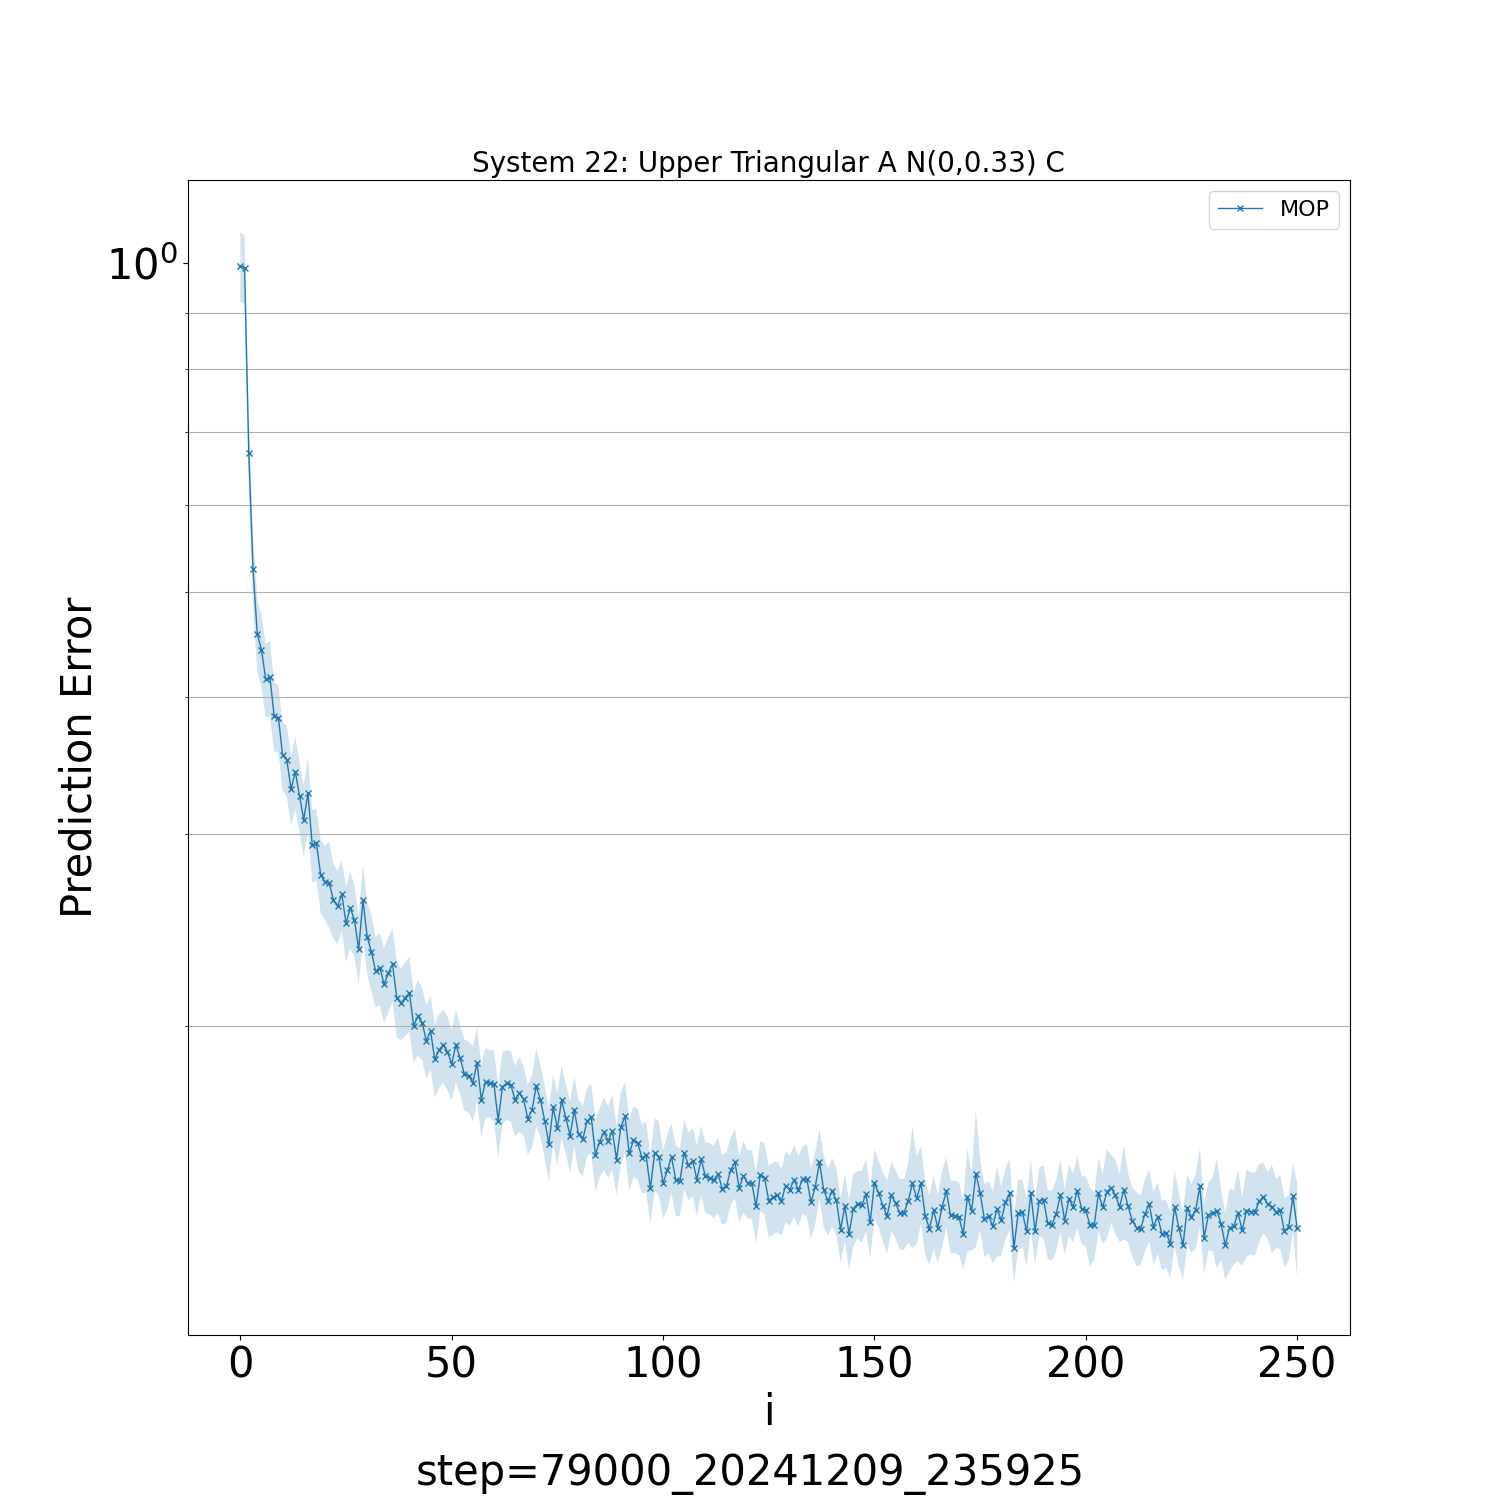 System 22: Upper Triangular A N(0,0.33) C
MOP
10⁰
Prediction Error
0 50 100 150 200 250
i
step=79000_20241209_235925